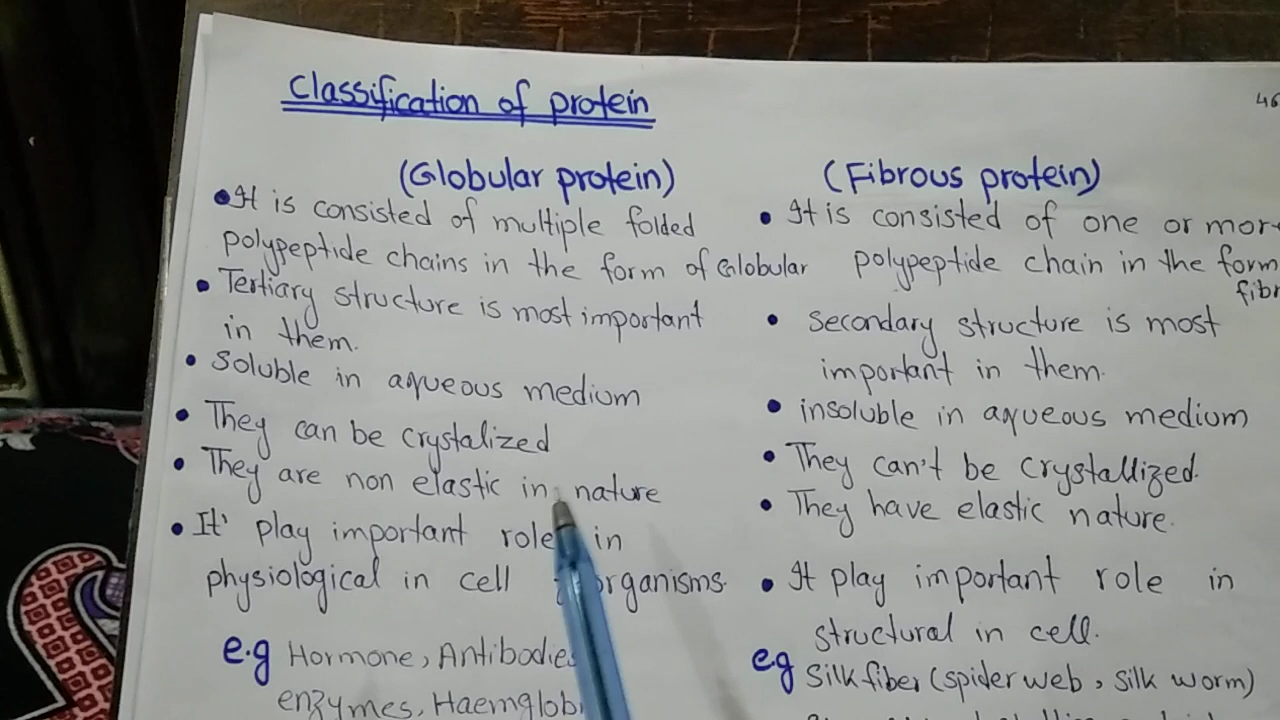 Classification of protein
46
(Globular protein)
• It is consisted of multiple folded
polypeptide chains in the form of Globular
• Tertiary structure is most important
in them.
• Soluble in aqueous medium
• They can be crystalized
• They are non elastic in nature
• It' play important role in
physiological in cell organisms.
e.g Hormone, Antibodies
enzymes, Haemglobi
(Fibrous protein)
• It is consisted of one or more
polypeptide chain in the form
fibr
• Secondary structure is most
important in them.
• insoluble in aqueous medium
• They can't be crystallized.
• They have elastic nature.
• It play important role in
structural in cell.
eg Silk fiber (spider web, silk worm)